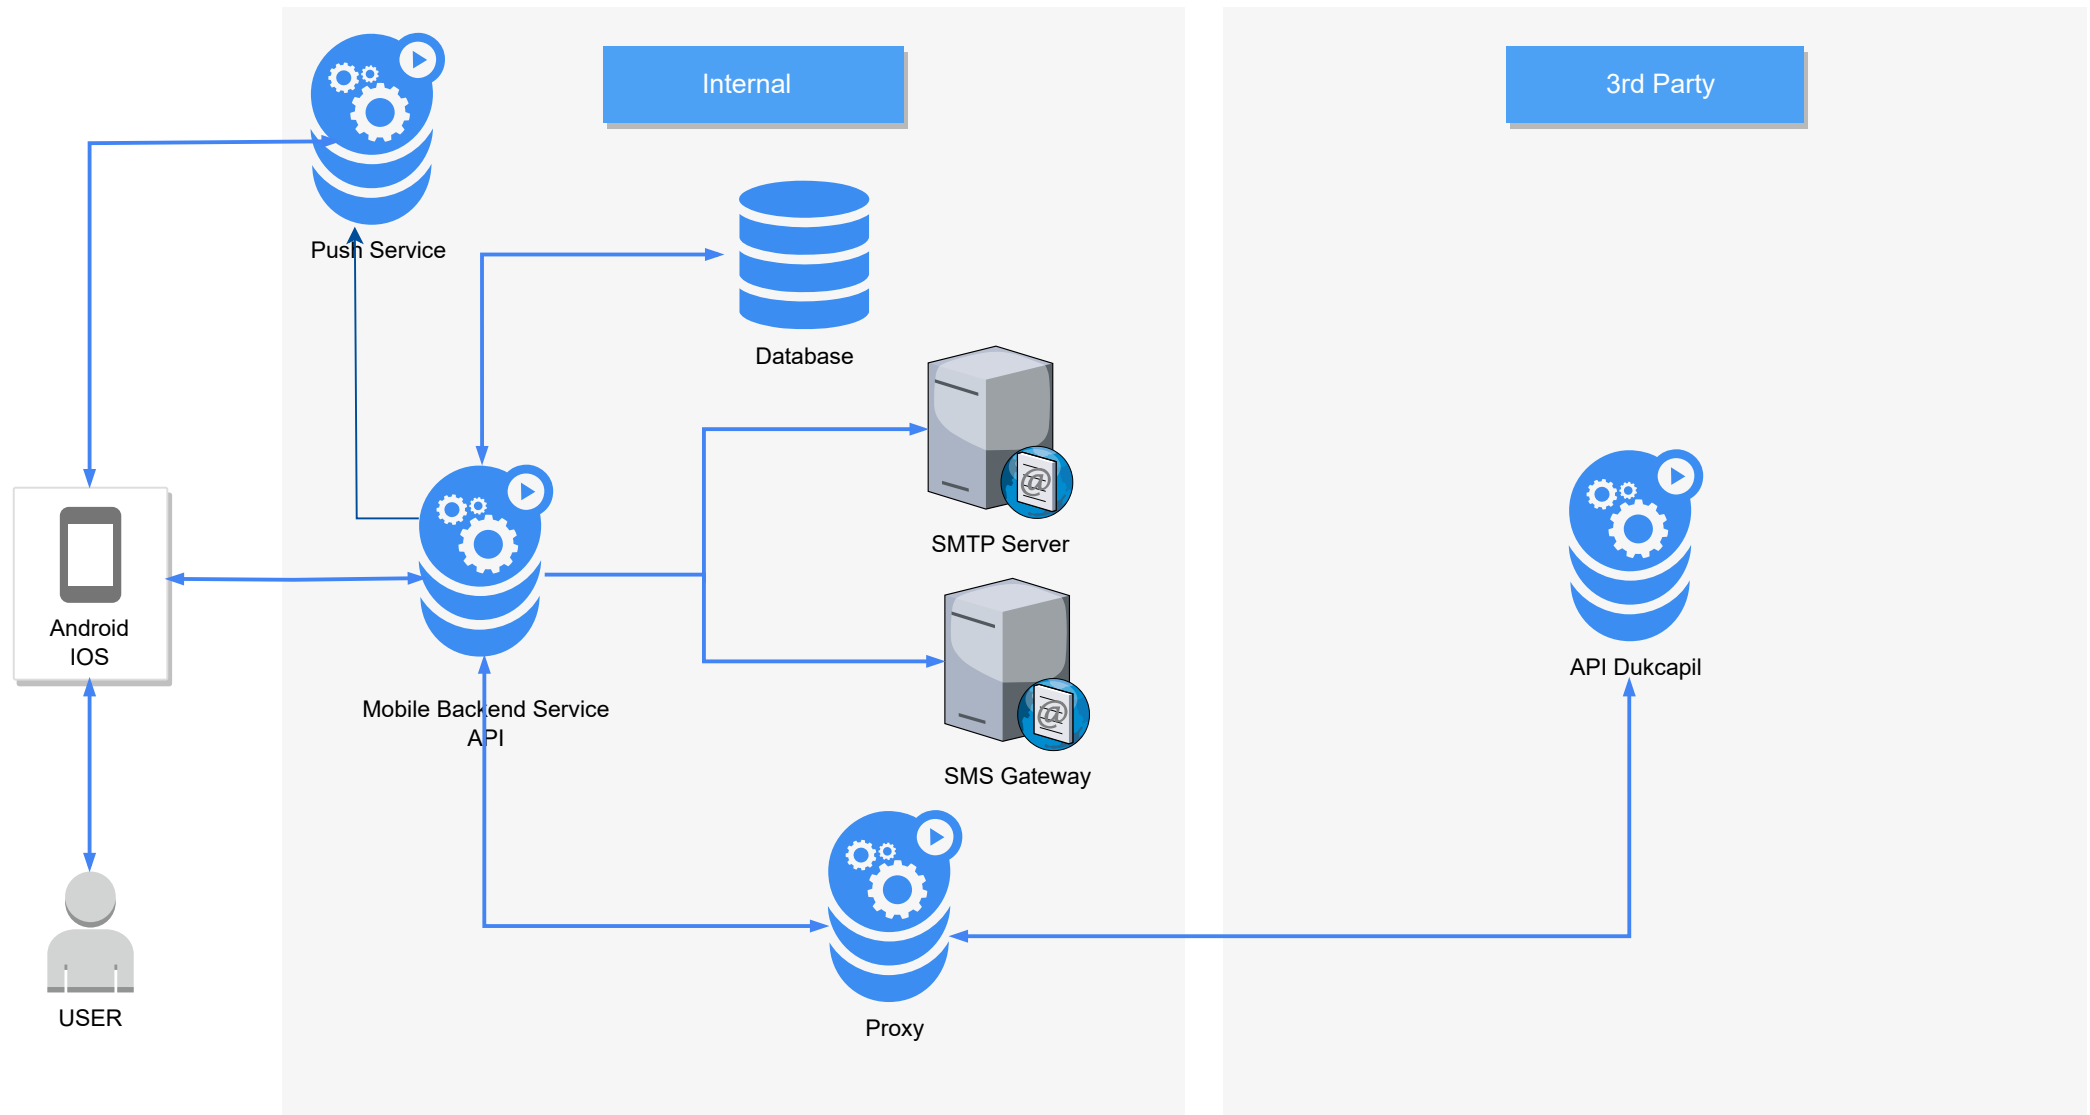 Internal
3rd Party
Push Service
Database
SMTP Server
Android
IOS
API Dukcapil
Mobile Backend Service
API
SMS Gateway
USER
Proxy